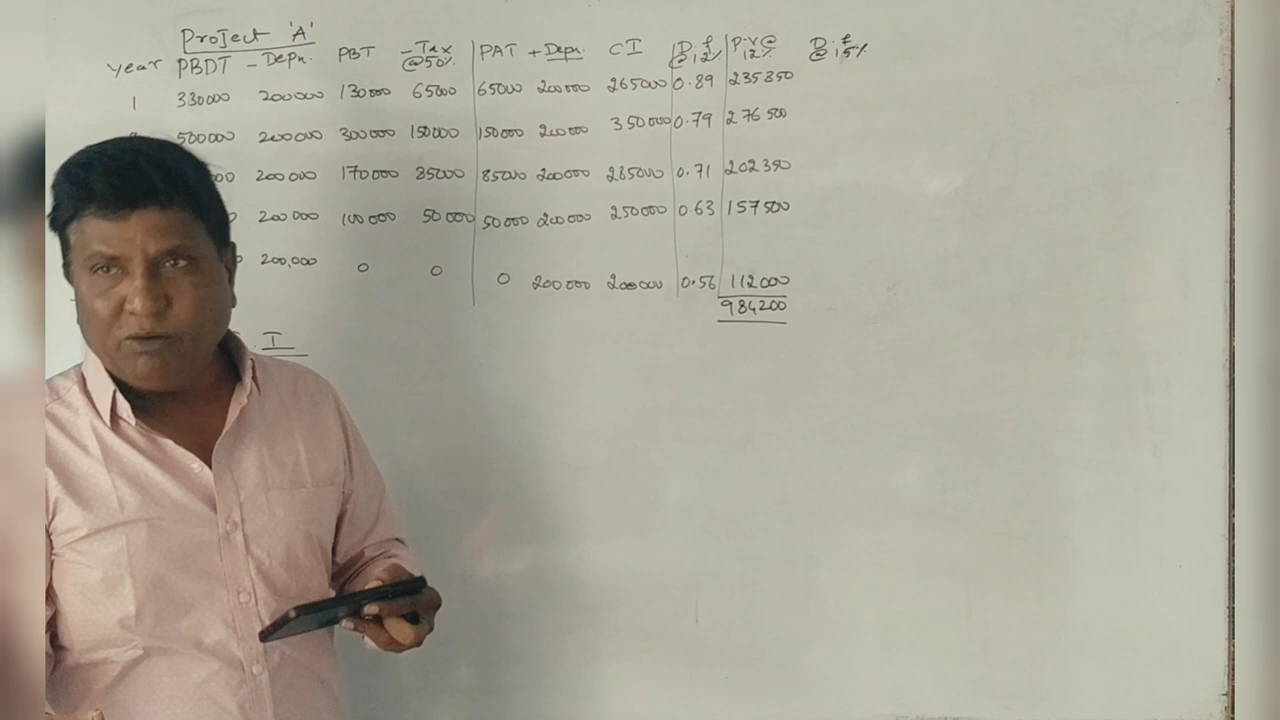 Project 'A'
year PBDT - Depn. PBT - Tax @50% PAT + Depn. CI D.f @12% P.V@ 12% D.f @15%
1 330000 200000 130000 65000 65000 200000 265000 0.89 235850
500000 200000 300000 150000 150000 200000 350000 0.79 276500
200000 170000 85000 85000 200000 285000 0.71 202350
200000 100000 50000 50000 200000 250000 0.63 157500
200,000 0 0 0 200000 200000 0.56 112000
984200
I